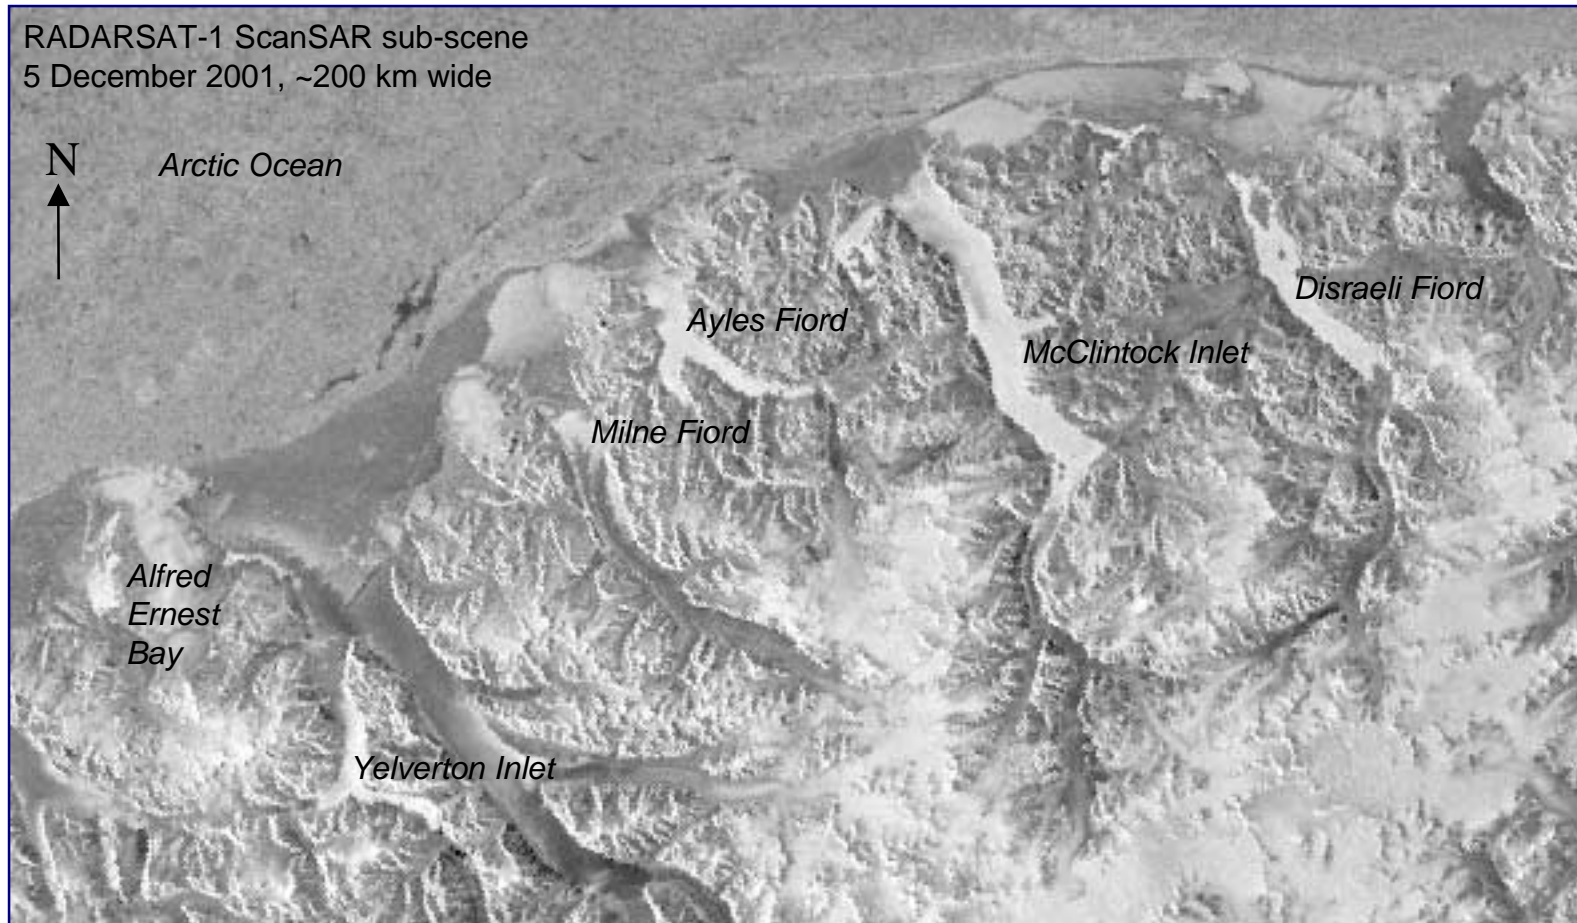 RADARSAT-1 ScanSAR sub-scene
5 December 2001, ~200 km wide
N
Arctic Ocean
Disraeli Fiord
Ayles Fiord
McClintock Inlet
Milne Fiord
Alfred
Ernest
Bay
Yelverton Inlet